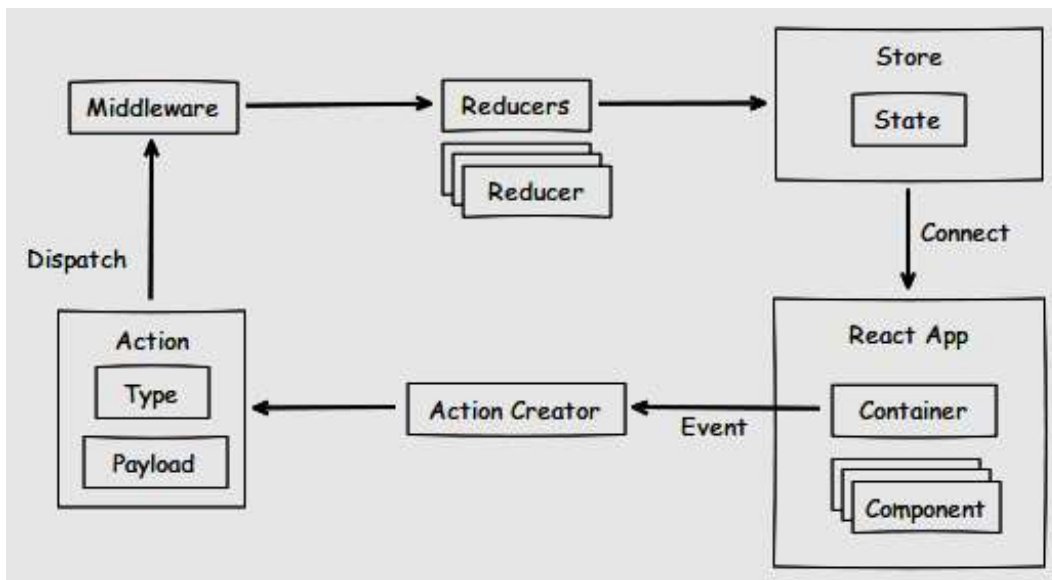 Store
Middleware
Reducers
State
Reducer
Connect
Dispatch
Action
React App
Type
Action Creator
Event
Container
Payload
Component